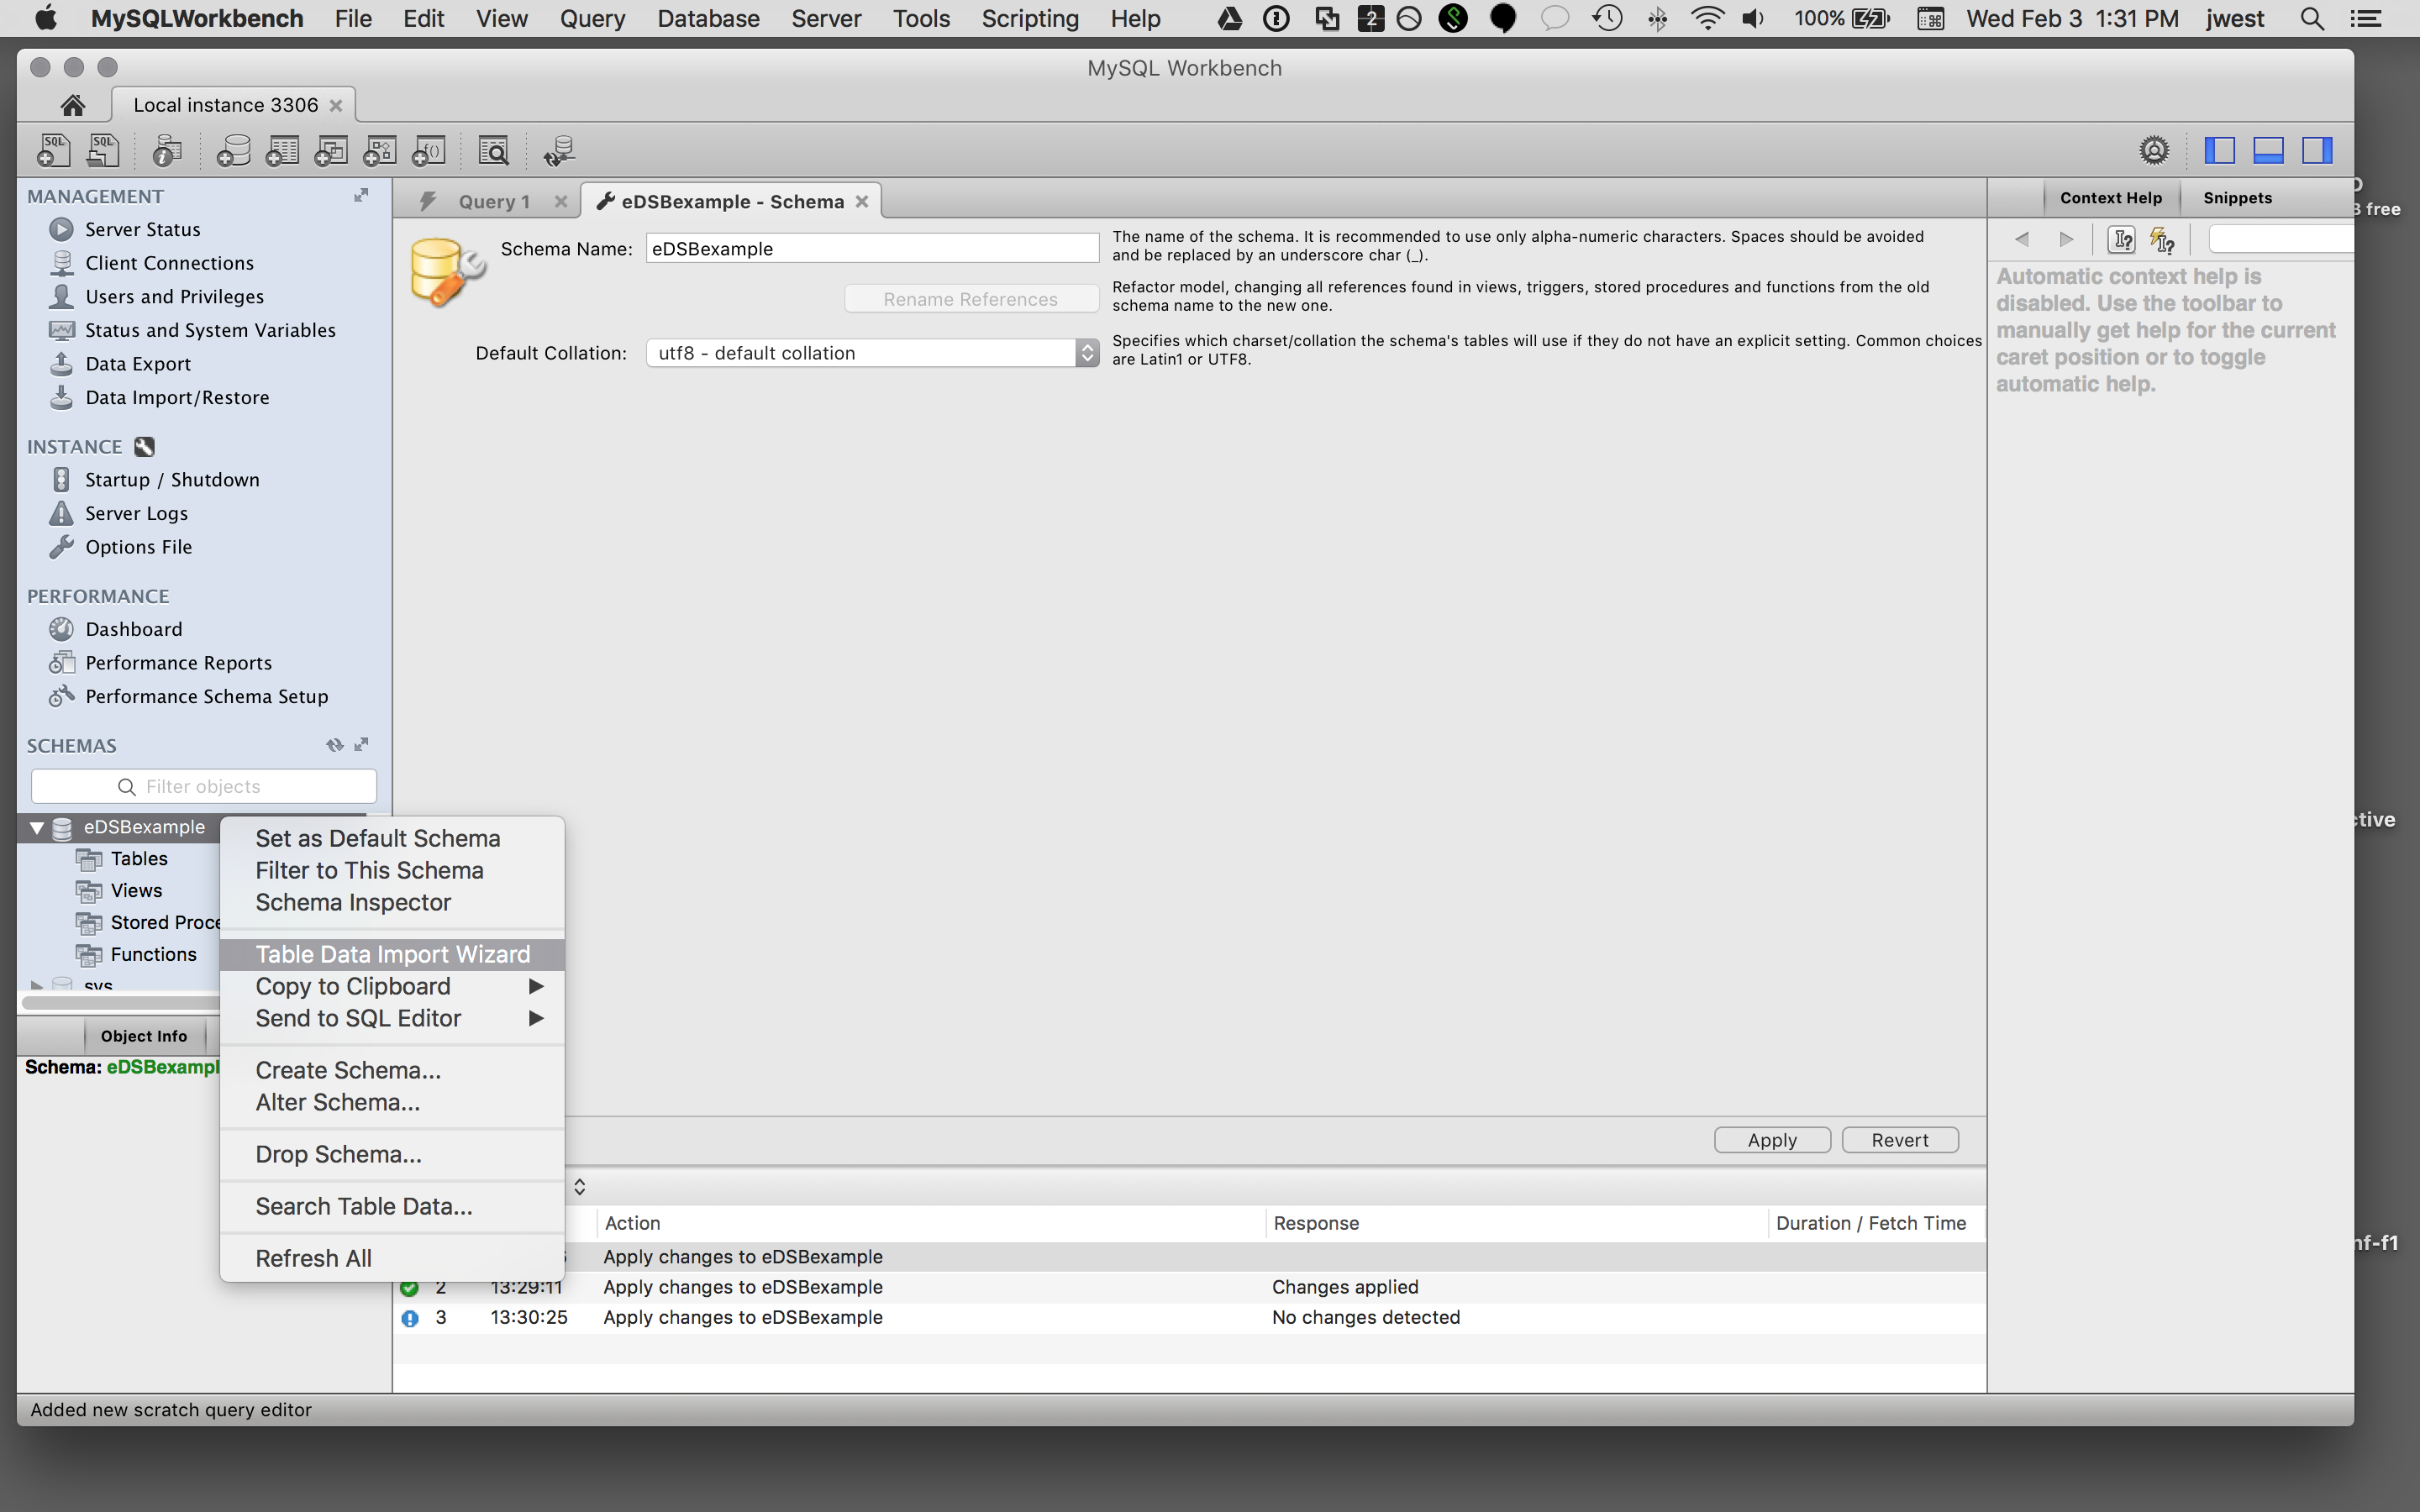 MySQLWorkbench File Edit View Query Database Server Tools Scripting Help 2 100% Wed Feb 3 1:31 PM jwest
MySQL Workbench
Local instance 3306
SQL SQL
MANAGEMENT
Server Status
Client Connections
Users and Privileges
Status and System Variables
Data Export
Data Import/Restore
INSTANCE
Startup / Shutdown
Server Logs
Options File
PERFORMANCE
Dashboard
Performance Reports
Performance Schema Setup
SCHEMAS
Filter objects
eDSBexample
Tables
Views
Stored Proce
Functions
sys
Object Info
Schema: eDSBexampl
Set as Default Schema
Filter to This Schema
Schema Inspector
Table Data Import Wizard
Copy to Clipboard
Send to SQL Editor
Create Schema...
Alter Schema...
Drop Schema...
Search Table Data...
Refresh All
Query 1
eDSBexample - Schema
Schema Name: eDSBexample
The name of the schema. It is recommended to use only alpha-numeric characters. Spaces should be avoided
and be replaced by an underscore char (_).
Rename References
Refactor model, changing all references found in views, triggers, stored procedures and functions from the old
schema name to the new one.
Default Collation: utf8 - default collation
Specifies which charset/collation the schema's tables will use if they do not have an explicit setting. Common choices
are Latin1 or UTF8.
Apply Revert
Action Response Duration / Fetch Time
Apply changes to eDSBexample
2 13:29:11 Apply changes to eDSBexample Changes applied
3 13:30:25 Apply changes to eDSBexample No changes detected
Context Help Snippets
Automatic context help is
disabled. Use the toolbar to
manually get help for the current
caret position or to toggle
automatic help.
free
ctive
nf-f1
Added new scratch query editor